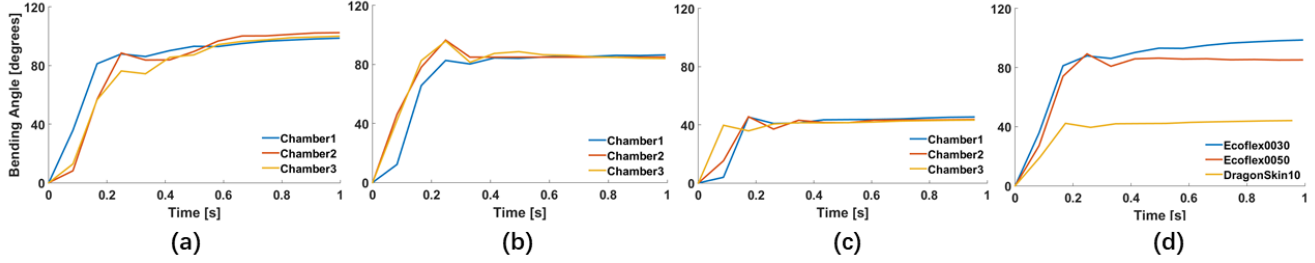 Bending Angle [degrees]
120
80
40
0
0
0.2
0.4
0.6
0.8
1
Time [s]
Chamber1
Chamber2
Chamber3
(a)
120
80
40
0
0
0.2
0.4
0.6
0.8
1
Time [s]
Chamber1
Chamber2
Chamber3
(b)
120
80
40
0
0
0.2
0.4
0.6
0.8
1
Time [s]
Chamber1
Chamber2
Chamber3
(c)
120
80
40
0
0
0.2
0.4
0.6
0.8
1
Time [s]
Ecoflex0030
Ecoflex0050
DragonSkin10
(d)